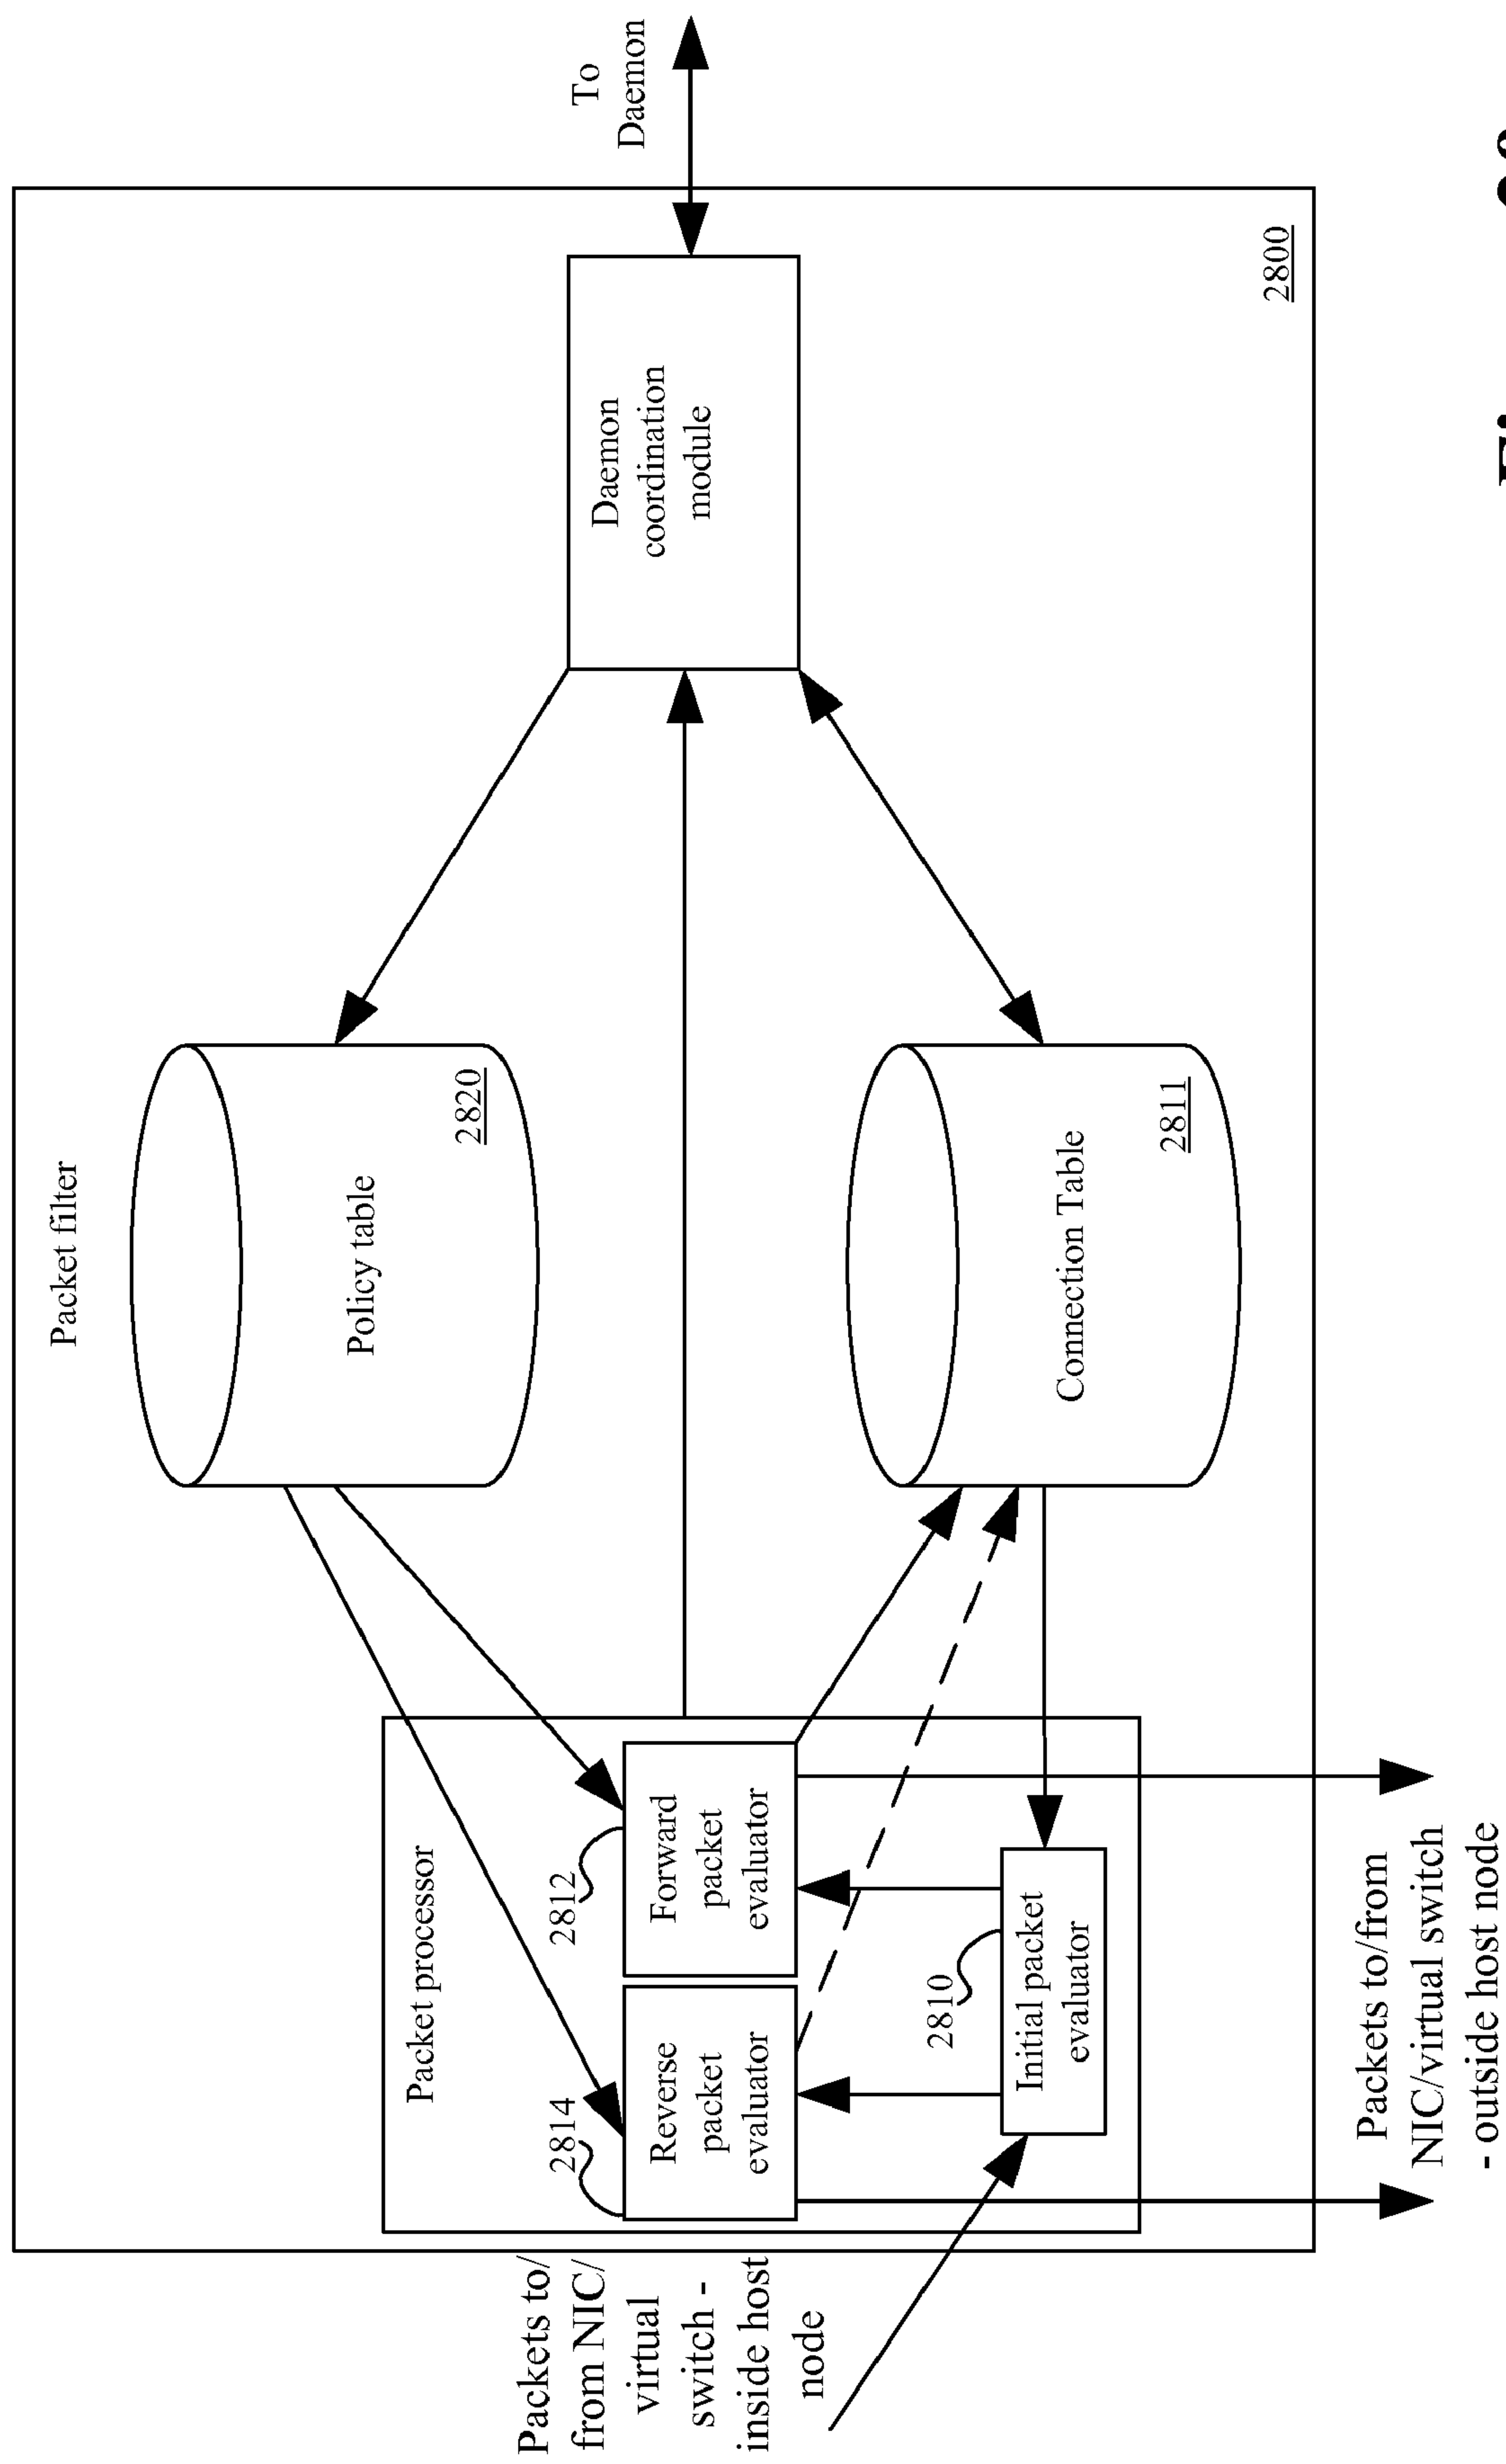 Packet filter
Policy table
2820
To
Daemon
Packet processor
2814
2812
Reverse
packet
evaluator
Forward
packet
evaluator
Daemon
coordination
module
Packets to/
from NIC/
virtual
switch -
inside host
node
2810
Initial packet
evaluator
Connection Table
2811
2800
Packets to/from
NIC/virtual switch
- outside host node